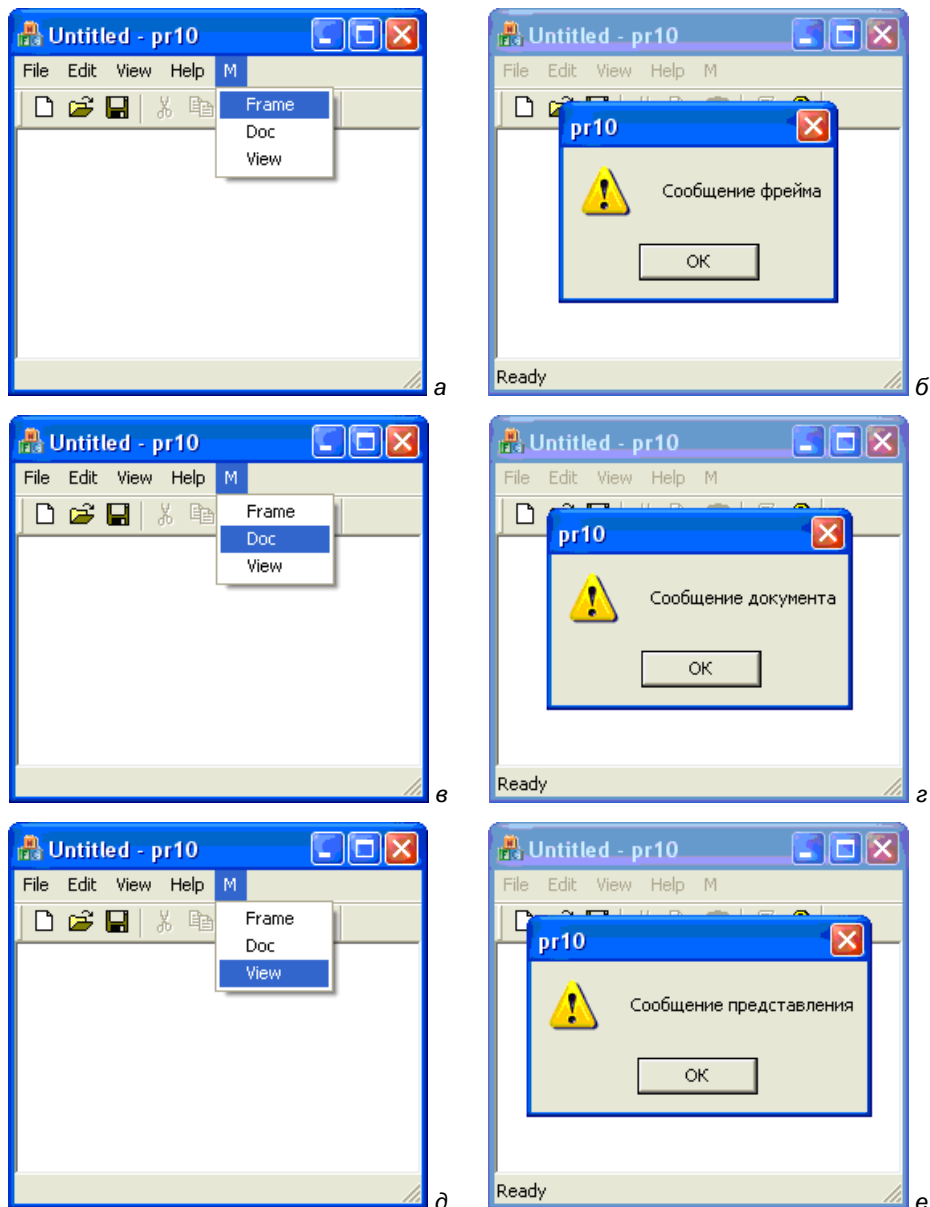 Untitled - pr10
File Edit View Help M
Frame
Doc
View
а
Untitled - pr10
File Edit View Help M
pr10
Сообщение фрейма
ОК
Ready
б
Untitled - pr10
File Edit View Help M
Frame
Doc
View
в
Untitled - pr10
File Edit View Help M
pr10
Сообщение документа
ОК
Ready
г
Untitled - pr10
File Edit View Help M
Frame
Doc
View
д
Untitled - pr10
File Edit View Help M
pr10
Сообщение представления
ОК
Ready
е